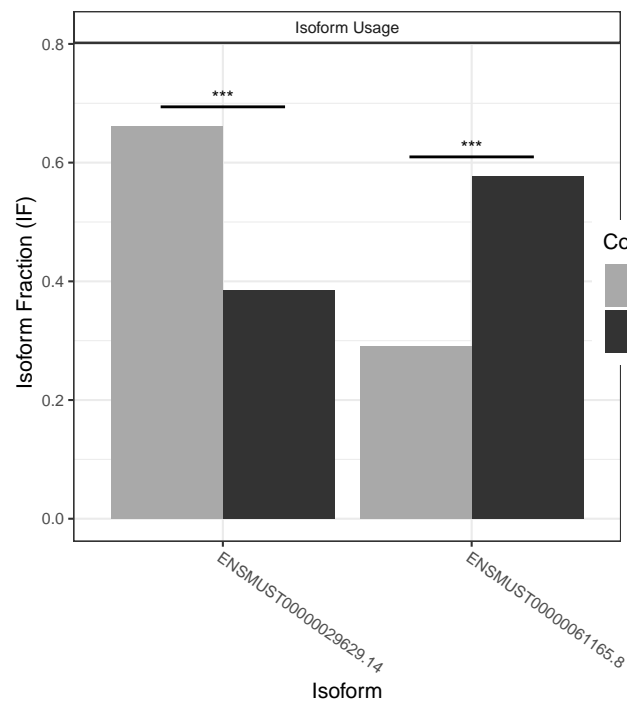 Isoform Usage
0.8
***
***
0.6
0.4
0.2
0.0
Isoform Fraction (IF)
Co
ENSMUST00000029629.14
ENSMUST00000061165.8
Isoform